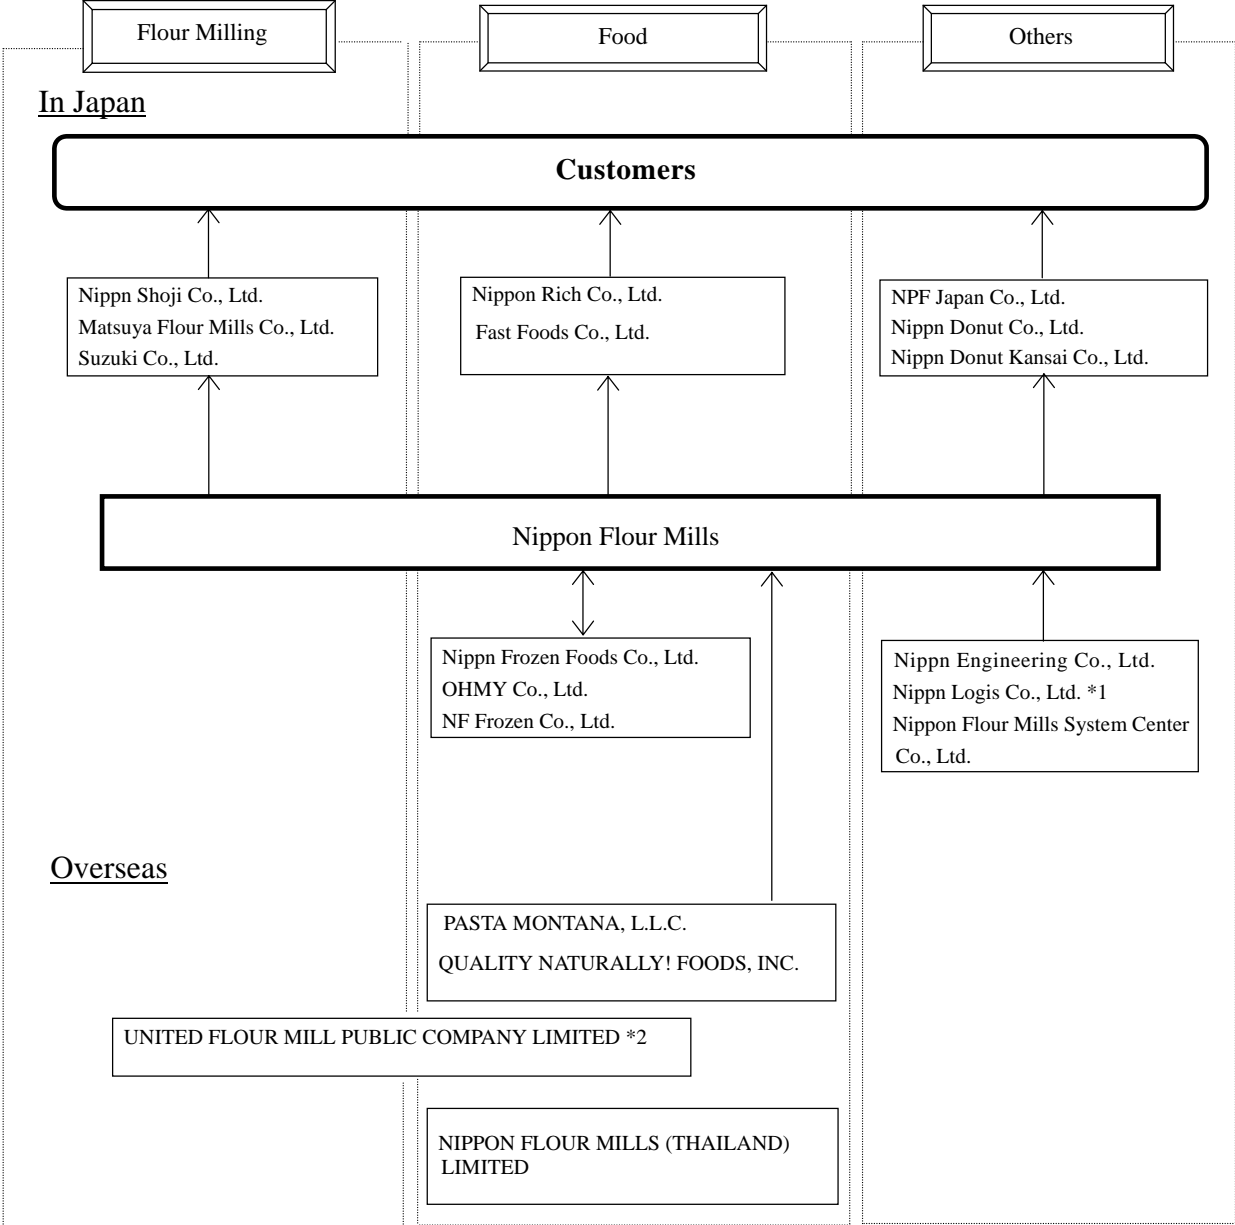 Flour Milling
Food
Others
In Japan
Customers
Nippn Shoji Co., Ltd.
Matsuya Flour Mills Co., Ltd.
Suzuki Co., Ltd.
Nippon Rich Co., Ltd.
Fast Foods Co., Ltd.
NPF Japan Co., Ltd.
Nippn Donut Co., Ltd.
Nippn Donut Kansai Co., Ltd.
Nippon Flour Mills
Nippn Frozen Foods Co., Ltd.
OHMY Co., Ltd.
NF Frozen Co., Ltd.
Nippn Engineering Co., Ltd.
Nippn Logis Co., Ltd. *1
Nippon Flour Mills System Center
Co., Ltd.
Overseas
PASTA MONTANA, L.L.C.
QUALITY NATURALLY! FOODS, INC.
UNITED FLOUR MILL PUBLIC COMPANY LIMITED *2
NIPPON FLOUR MILLS (THAILAND)
LIMITED